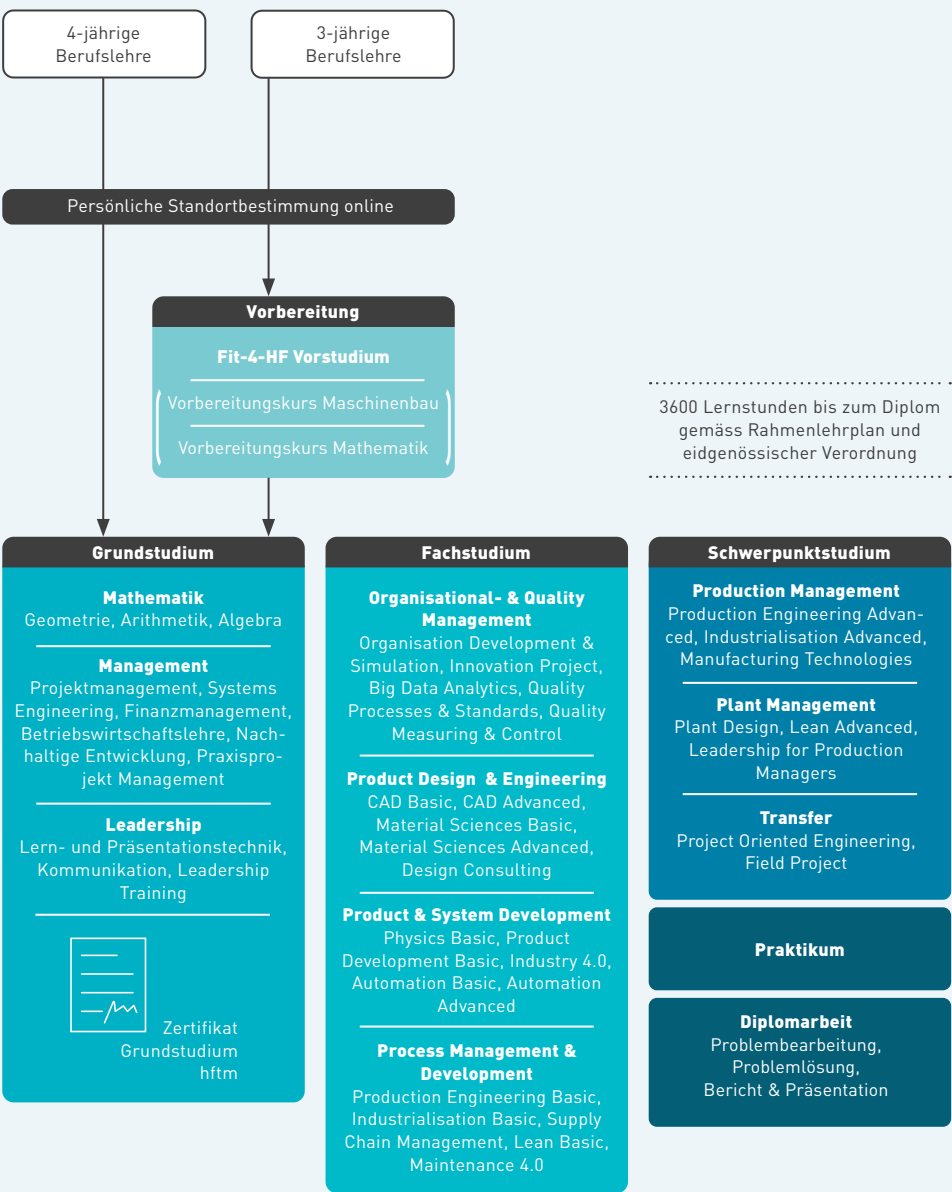 4-jährige
Berufslehre
3-jährige
Berufslehre
Persönliche Standortbestimmung online
Vorbereitung
Fit-4-HF Vorstudium
Vorbereitungskurs Maschinenbau
Vorbereitungskurs Mathematik
3600 Lernstunden bis zum Diplom
gemäss Rahmenlehrplan und
eidgenössischer Verordnung
Grundstudium
Mathematik
Geometrie, Arithmetik, Algebra
Management
Projektmanagement, Systems
Engineering, Finanzmanagement,
Betriebswirtschaftslehre, Nach-
haltige Entwicklung, Praxispro-
jekt Management
Leadership
Lern- und Präsentationstechnik,
Kommunikation, Leadership
Training
Zertifikat
Grundstudium
hftm
Fachstudium
Organisational- & Quality
Management
Organisation Development &
Simulation, Innovation Project,
Big Data Analytics, Quality
Processes & Standards, Quality
Measuring & Control
Product Design & Engineering
CAD Basic, CAD Advanced,
Material Sciences Basic,
Material Sciences Advanced,
Design Consulting
Product & System Development
Physics Basic, Product
Development Basic, Industry 4.0,
Automation Basic, Automation
Advanced
Process Management &
Development
Production Engineering Basic,
Industrialisation Basic, Supply
Chain Management, Lean Basic,
Maintenance 4.0
Schwerpunktstudium
Production Management
Production Engineering Advan-
ced, Industrialisation Advanced,
Manufacturing Technologies
Plant Management
Plant Design, Lean Advanced,
Leadership for Production
Managers
Transfer
Project Oriented Engineering,
Field Project
Praktikum
Diplomarbeit
Problembearbeitung,
Problemlösung,
Bericht & Präsentation